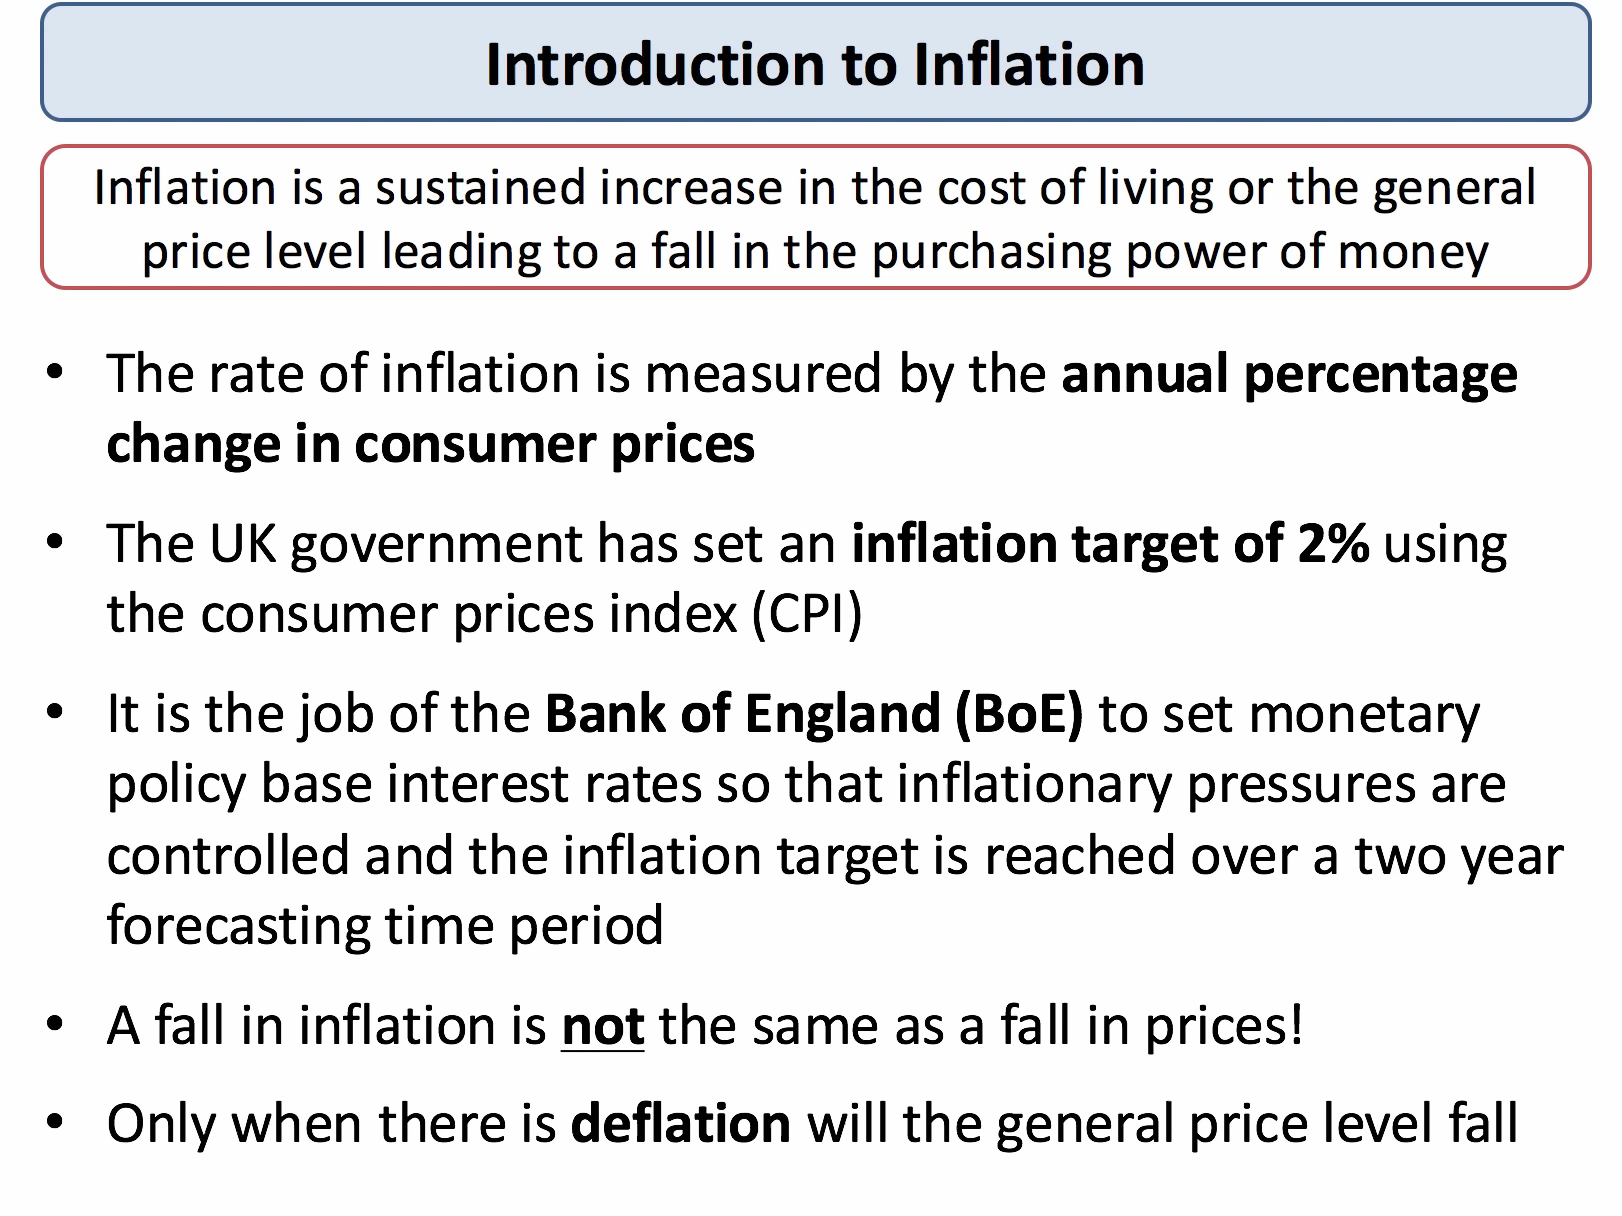 Introduction to Inflation
Inflation is a sustained increase in the cost of living or the general
price level leading to a fall in the purchasing power of money
• The rate of inflation is measured by the annual percentage
change in consumer prices
• The UK government has set an inflation target of 2% using
the consumer prices index (CPI)
• It is the job of the Bank of England (BoE) to set monetary
policy base interest rates so that inflationary pressures are
controlled and the inflation target is reached over a two year
forecasting time period
• A fall in inflation is not the same as a fall in prices!
• Only when there is deflation will the general price level fall